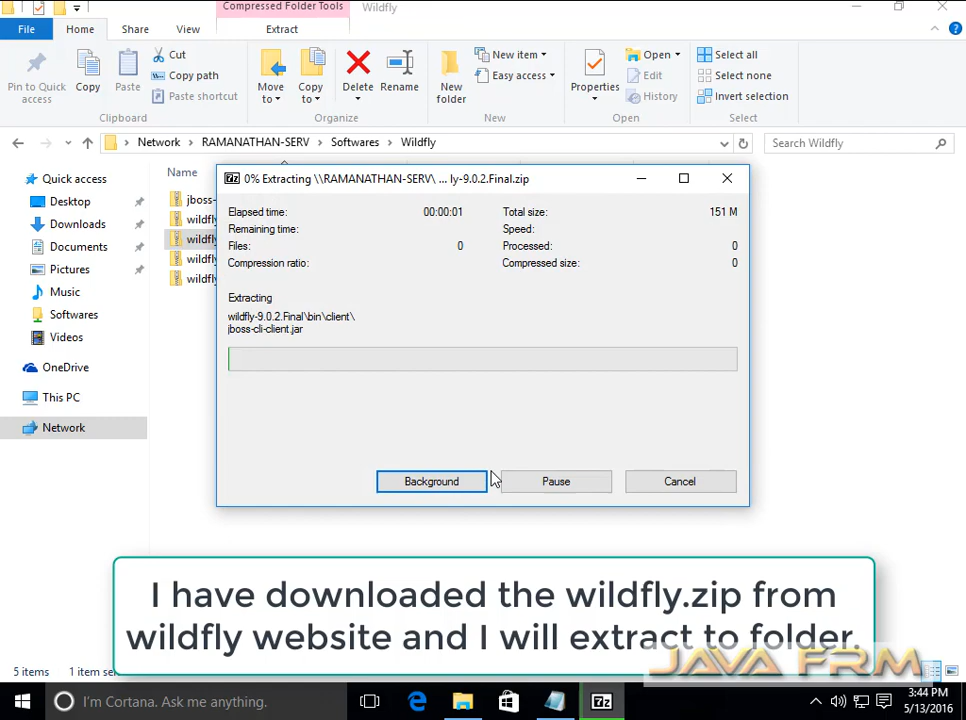 Compressed Folder Tools
Wildfly
File
Home
Share
View
Extract
Pin to Quick access
Copy
Paste
Cut
Copy path
Paste shortcut
Clipboard
Move to
Copy to
Delete
Rename
Organize
New folder
New item
Easy access
New
Properties
Open
Edit
History
Open
Select all
Select none
Invert selection
Select
Network
RAMANATHAN-SERV
Softwares
Wildfly
Search Wildfly
Quick access
Desktop
Downloads
Documents
Pictures
Music
Softwares
Videos
OneDrive
This PC
Network
Name
jboss-
wildfly
wildfly
wildfly
wildfly
0% Extracting \\RAMANATHAN-SERV\ ... ly-9.0.2.Final.zip
Elapsed time: 00:00:01 Total size: 151 M
Remaining time: Speed:
Files: 0 Processed: 0
Compression ratio: Compressed size: 0
Extracting
wildfly-9.0.2.Final\bin\client\
jboss-cli-client.jar
Background
Pause
Cancel
I have downloaded the wildfly.zip from
wildfly website and I will extract to folder.
JAVA FRM
5 items
1 item
I'm Cortana. Ask me anything.
3:44 PM
5/13/2016